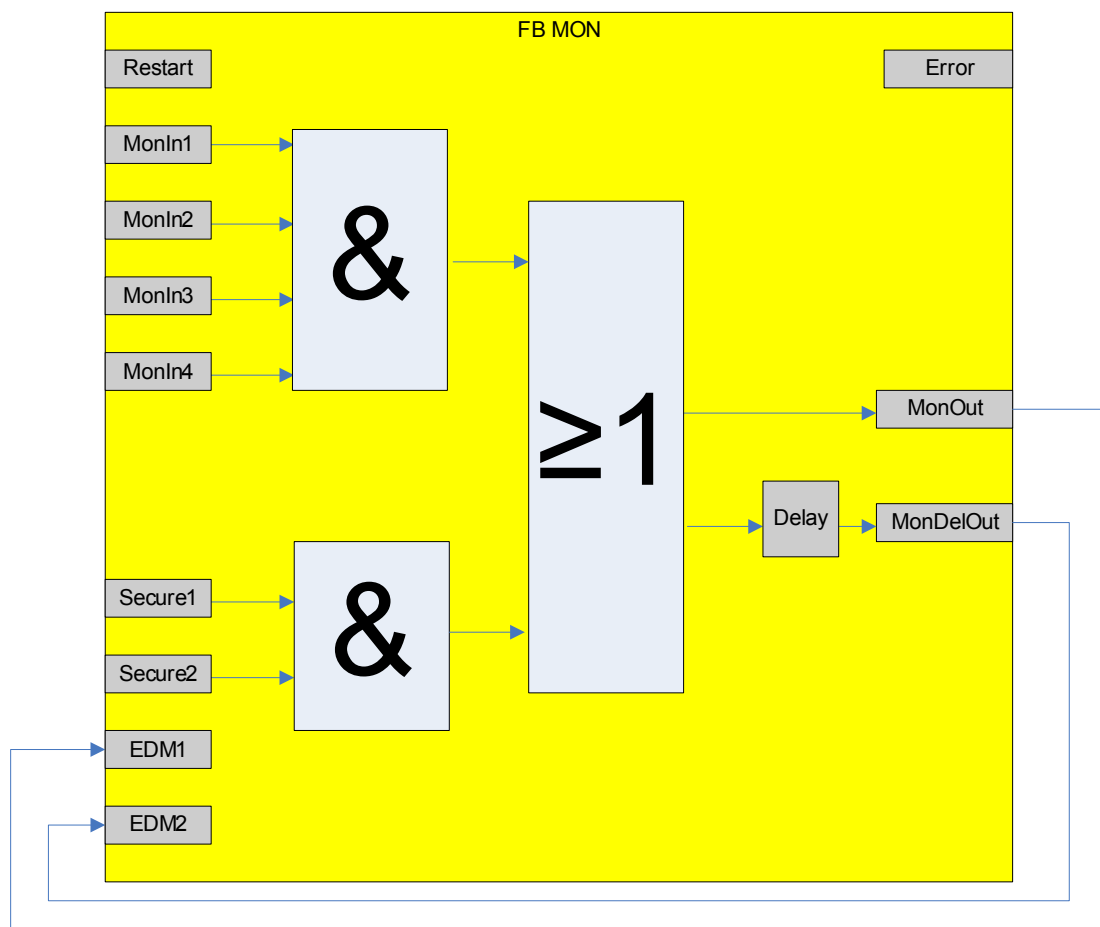 FB MON
Restart
Error
MonIn1
MonIn2
MonIn3
MonIn4
&
≥1
MonOut
Delay
MonDelOut
Secure1
Secure2
&
EDM1
EDM2